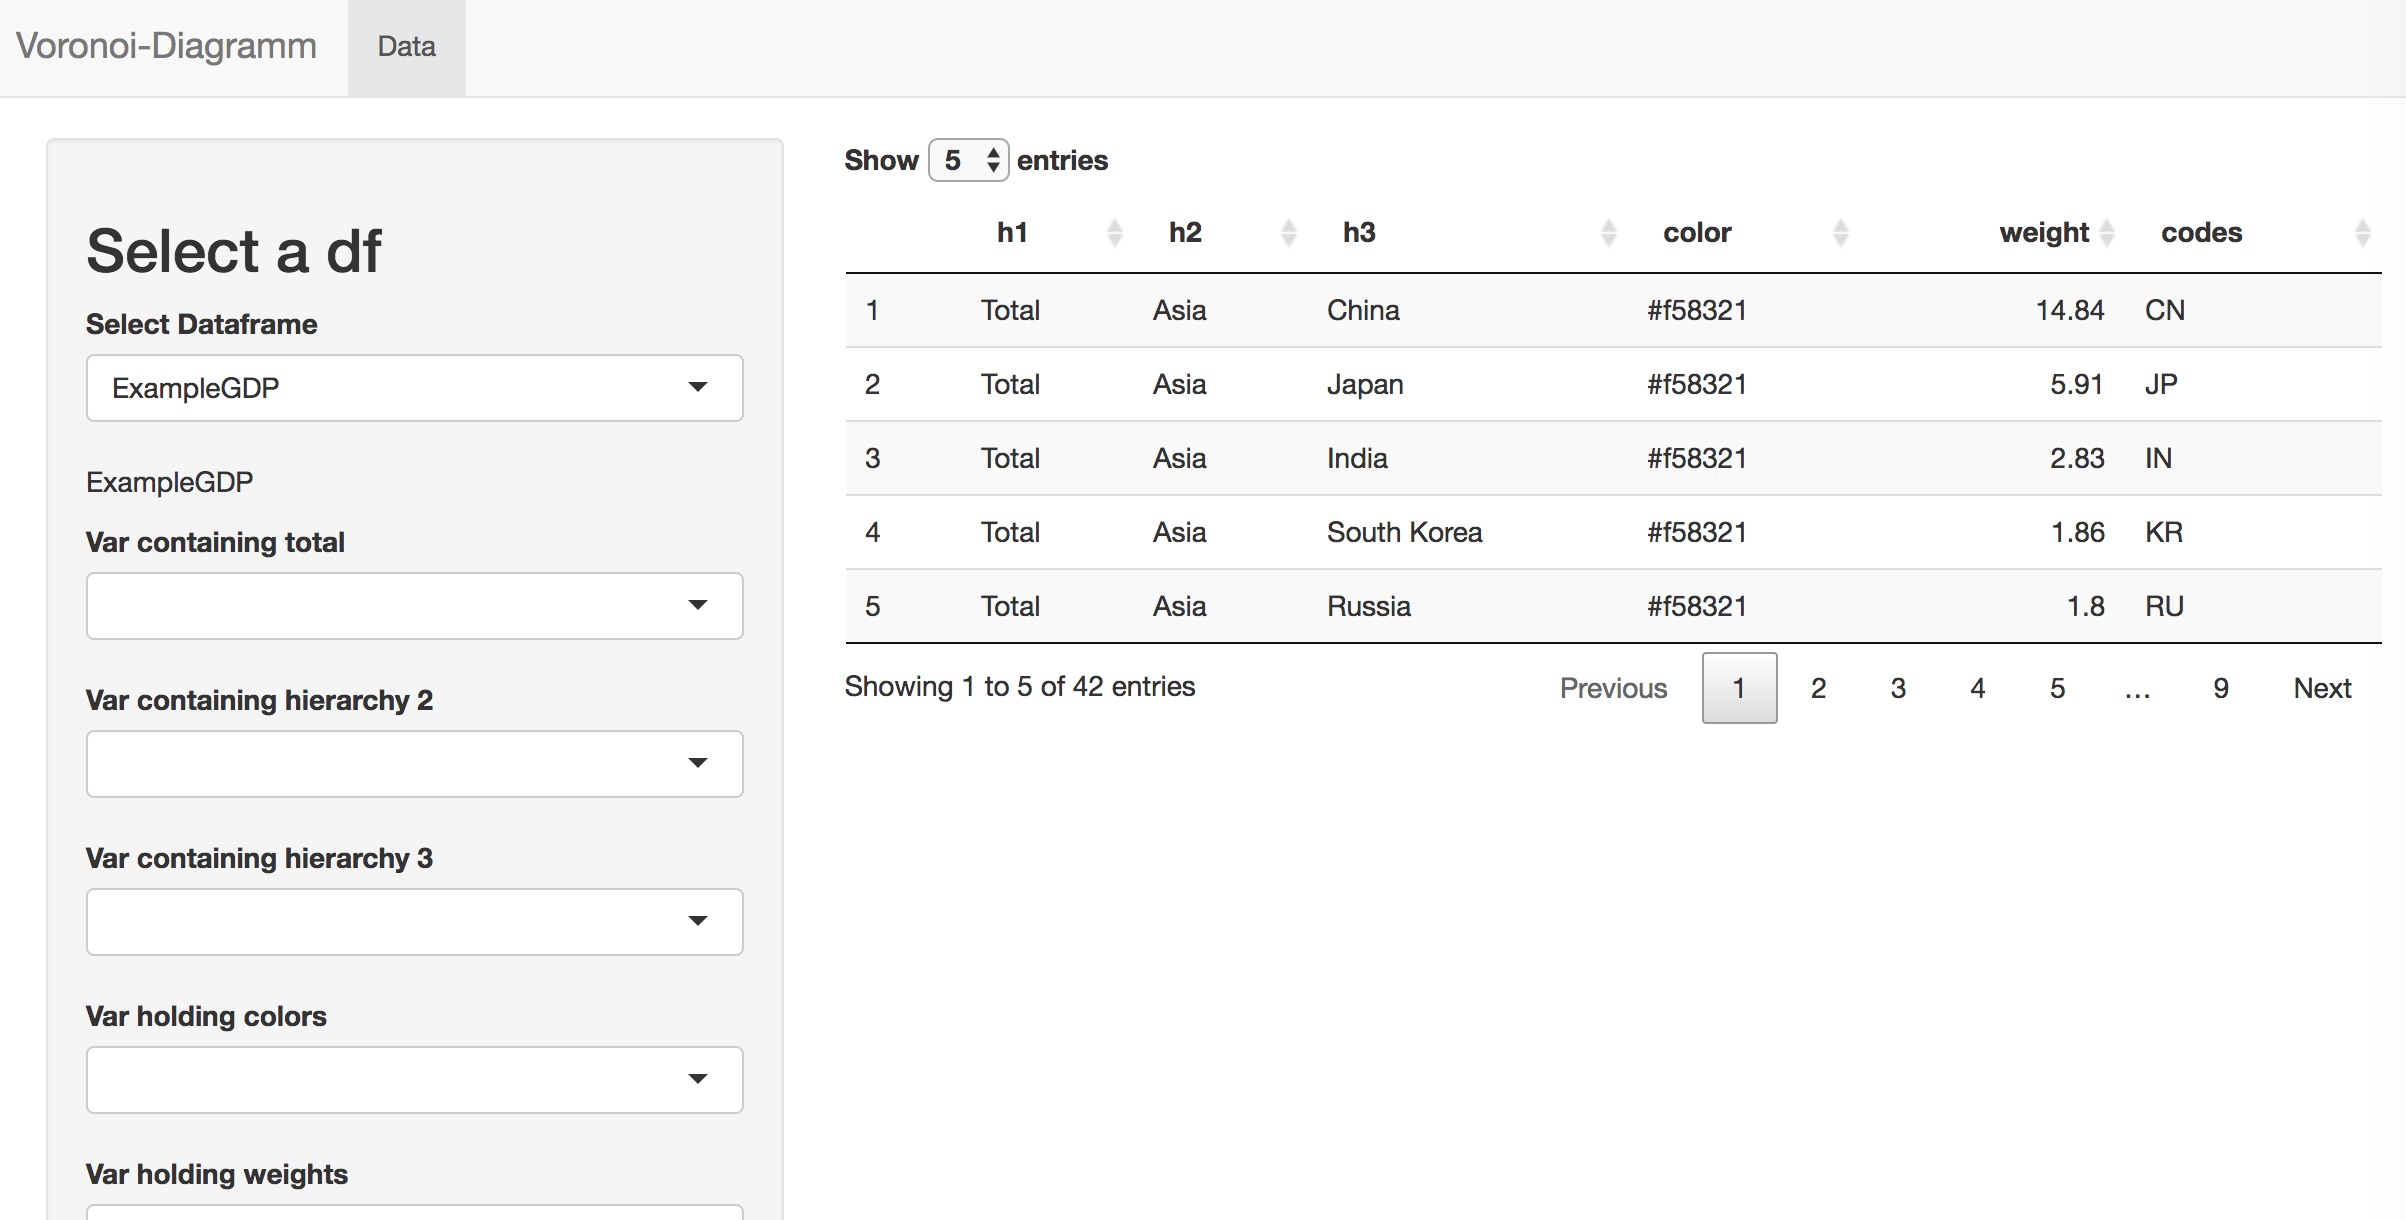 Voronoi-Diagramm Data
Select a df
Select Dataframe
ExampleGDP
ExampleGDP
Var containing total
Var containing hierarchy 2
Var containing hierarchy 3
Var holding colors
Var holding weights
Show 5 entries
h1 h2 h3 color weight codes
1 Total Asia China #f58321 14.84 CN
2 Total Asia Japan #f58321 5.91 JP
3 Total Asia India #f58321 2.83 IN
4 Total Asia South Korea #f58321 1.86 KR
5 Total Asia Russia #f58321 1.8 RU
Showing 1 to 5 of 42 entries
Previous 1 2 3 4 5 … 9 Next